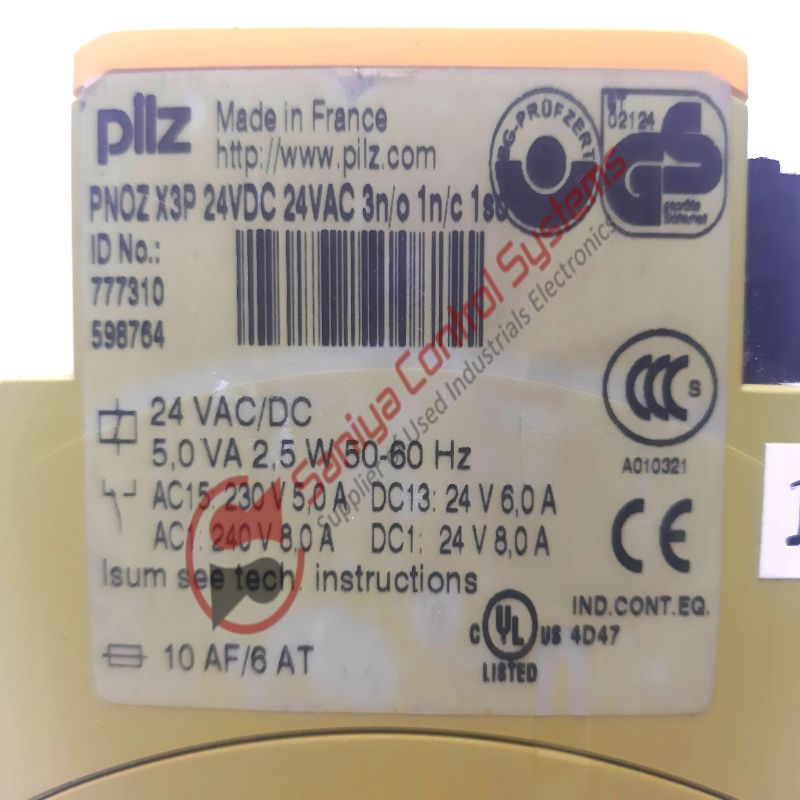 pilz
Made in France
http://www.pilz.com
BG-PRÜFZERT
ET
02124
GS
geprüfte
Sicherheit
PNOZ X3P 24VDC 24VAC 3n/o 1n/c
ID No.:
777310
598764
CCC S
A010321
24 VAC/DC
5,0 VA 2,5 W 50-60 Hz
AC15: 230 V 5,0 A DC13: 24 V 6,0 A
AC1: 240 V 8,0 A DC1: 24 V 8,0 A
Isum see tech. instructions
CE
IND.CONT.EQ.
C UL US 4D47
LISTED
10 AF/6 AT
Saniya Control Systems
Supplier of Used Industrials Electronics